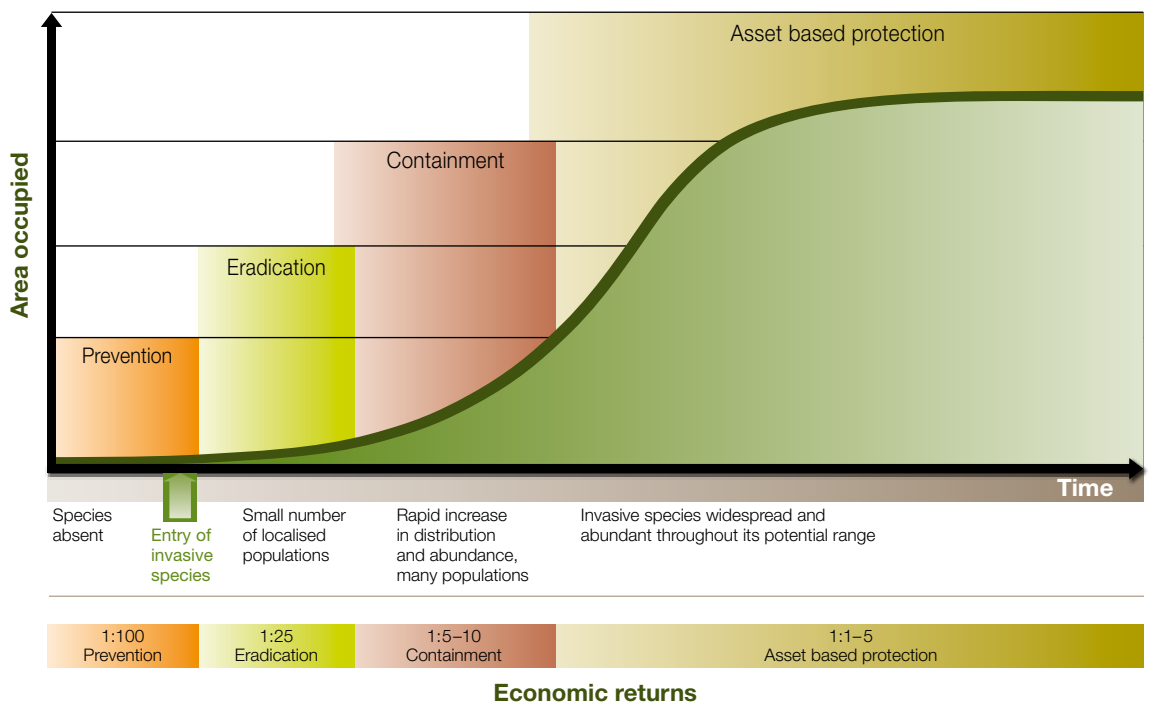 Asset based protection
Containment
Eradication
Prevention
Area occupied
Time
Species
absent
Entry of
invasive
species
Small number
of localised
populations
Rapid increase
in distribution
and abundance,
many populations
Invasive species widespread and
abundant throughout its potential range
1:100
Prevention
1:25
Eradication
1:5–10
Containment
1:1–5
Asset based protection
Economic returns